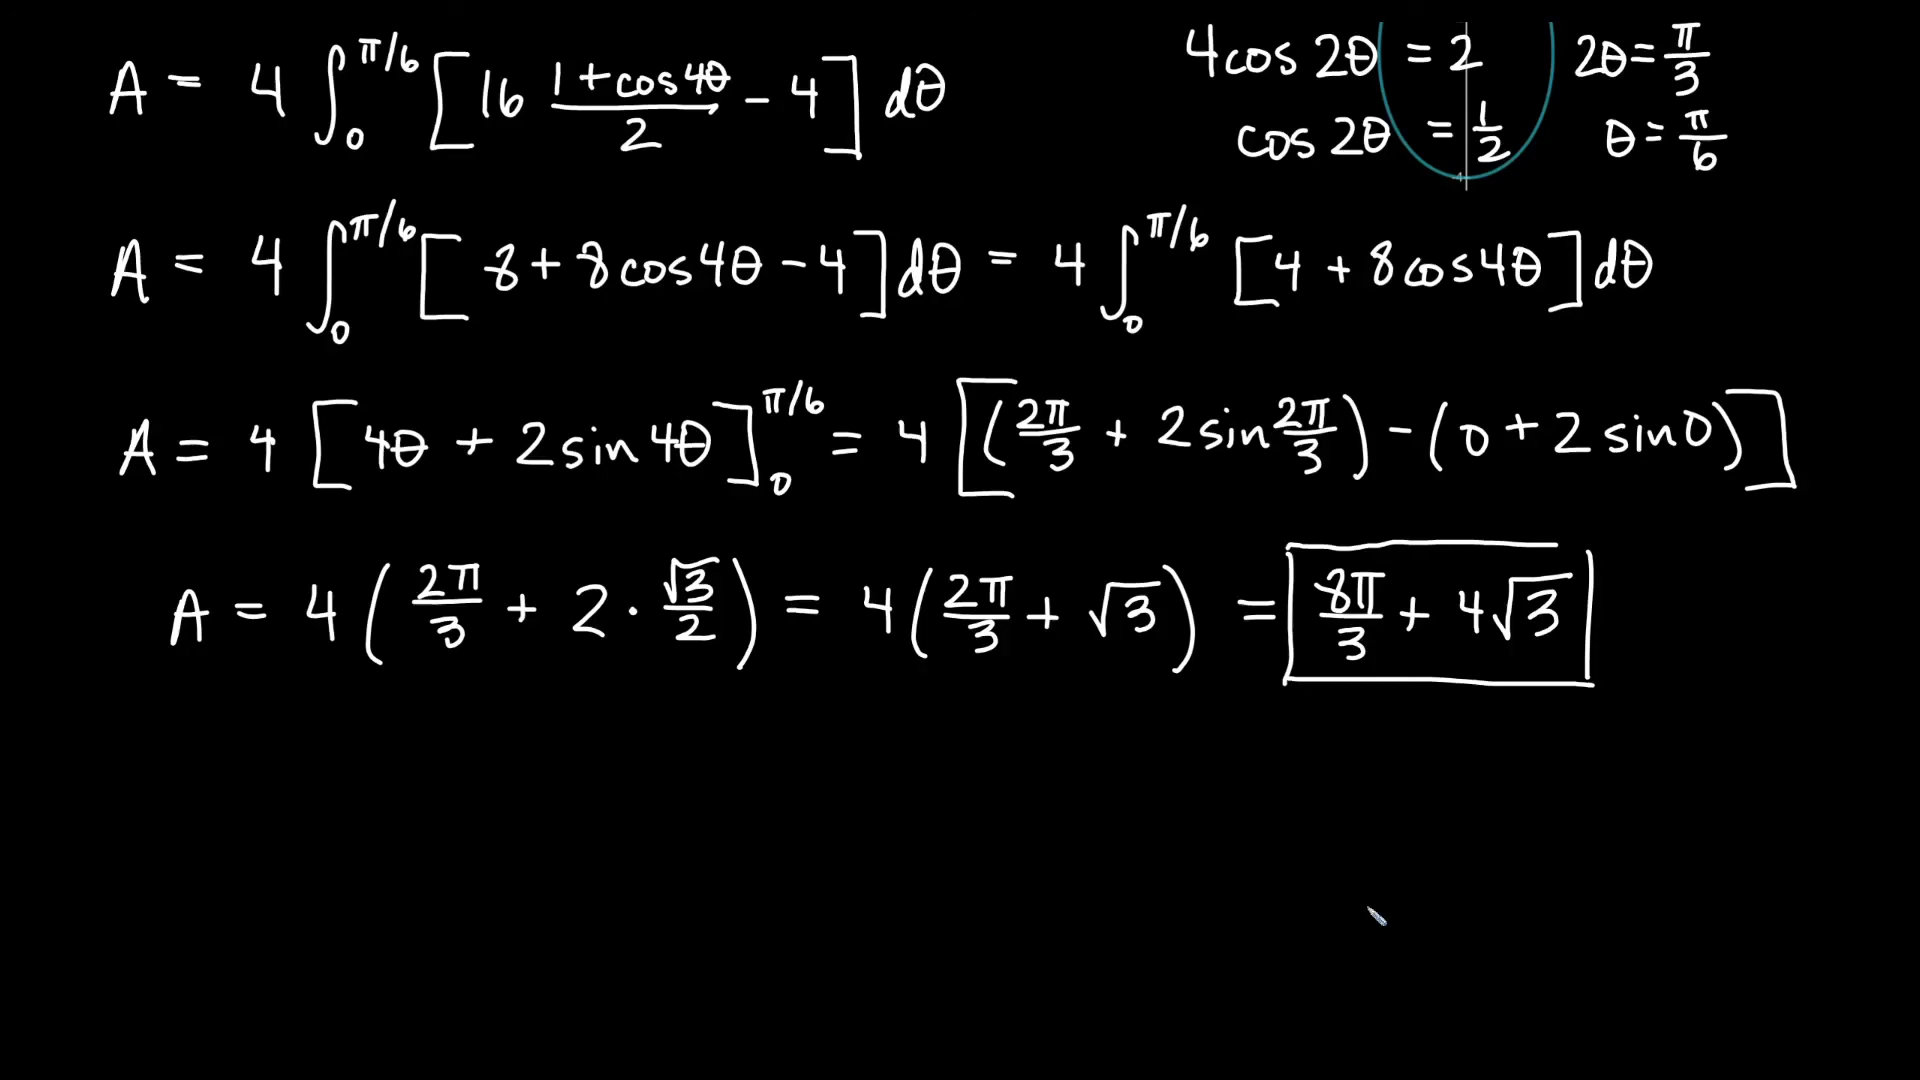 A = 4 ∫₀^π/6 [16 (1+cos4θ)/2 − 4] dθ
4cos 2θ = 2   2θ = π/3
cos 2θ = 1/2   θ = π/6
-4
A = 4 ∫₀^π/6 [8 + 8cos4θ − 4] dθ = 4 ∫₀^π/6 [4 + 8cos4θ] dθ
A = 4 [4θ + 2sin4θ]₀^π/6 = 4 [(2π/3 + 2sin 2π/3) − (0 + 2 sin0)]
A = 4 (2π/3 + 2 · √3/2) = 4 (2π/3 + √3) = 8π/3 + 4√3